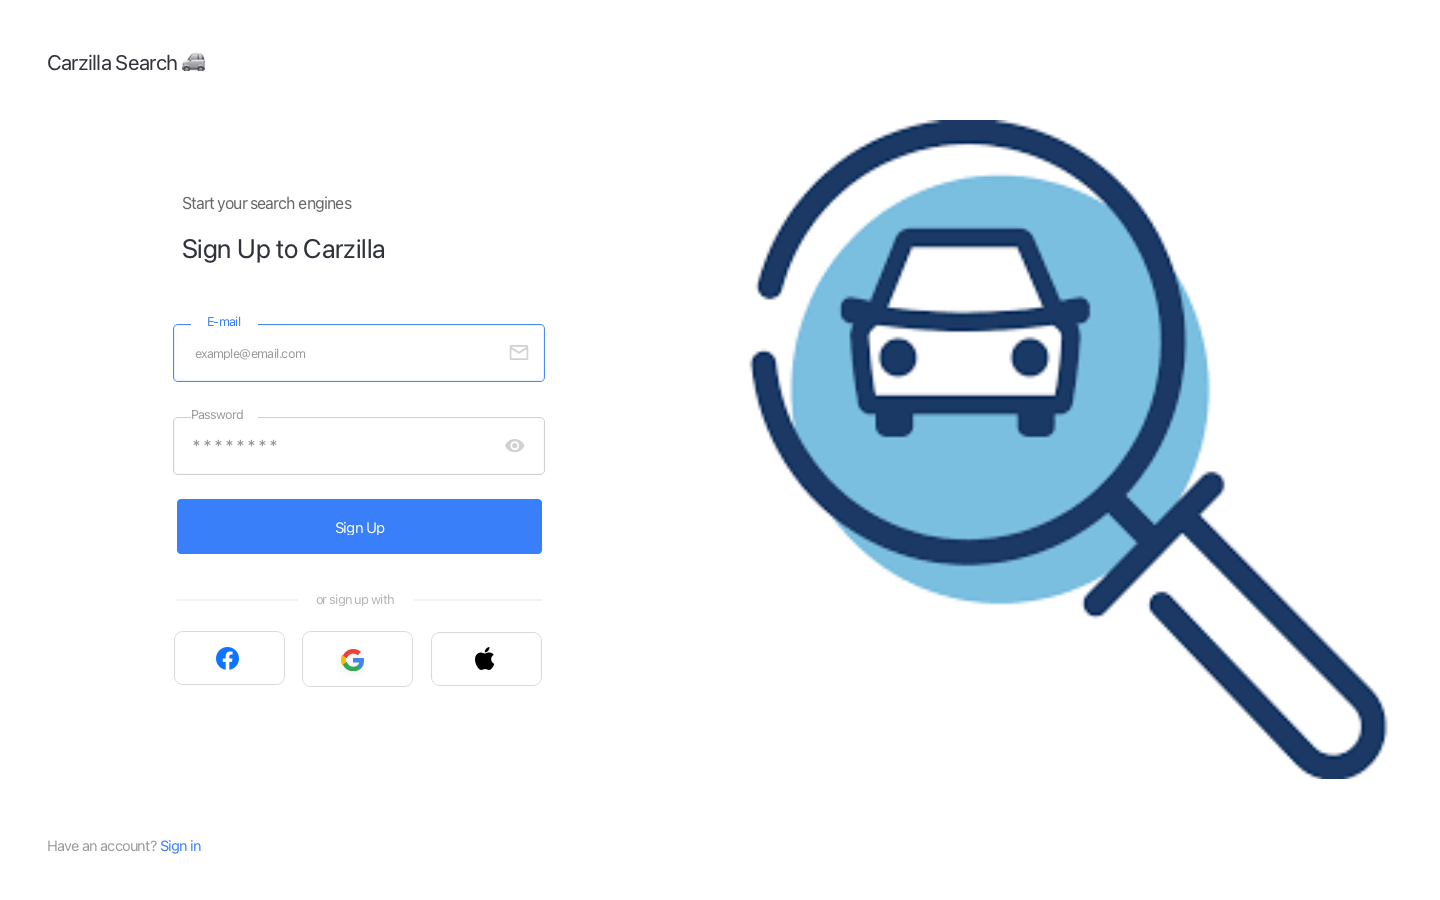 Carzilla Search
Start your search engines
Sign Up to Carzilla
E-mail
example@email.com
Password
* * * * * * * *
Sign Up
or sign up with
Have an account? Sign in